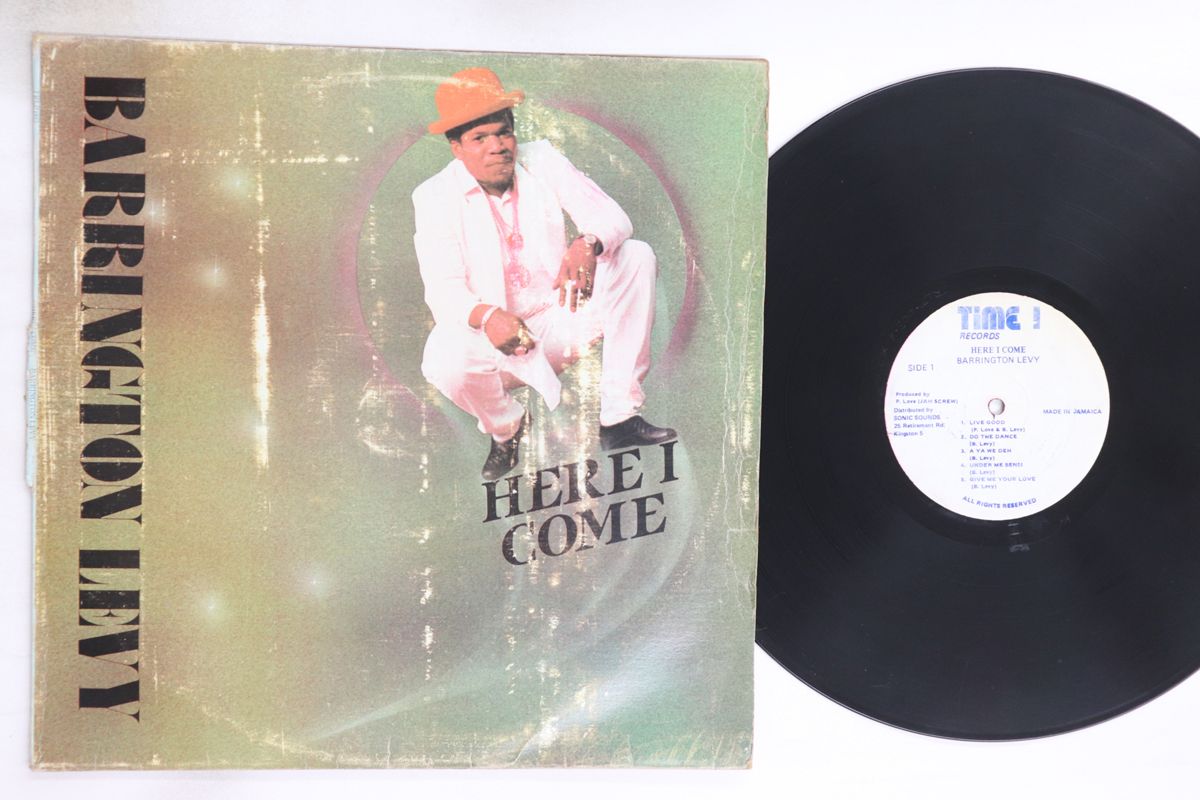 BARRINGTON LEVY
HERE I
COME
TIME 1
RECORDS
HERE I COME
BARRINGTON LEVY
SIDE 1
Produced by
P. Love (JAH SCREW)
Distributed by
SONIC SOUNDS
25 Retirement Rd.
Kingston 5
MADE IN JAMAICA
1. LIVE GOOD
(P. Love & B. Levy)
2. DO THE DANCE
(B. Levy)
3. A YA WE DEH
(B. Levy)
4. UNDER ME SENSI
(B. Levy)
5. GIVE ME YOUR LOVE
(B. Levy)
ALL RIGHTS RESERVED